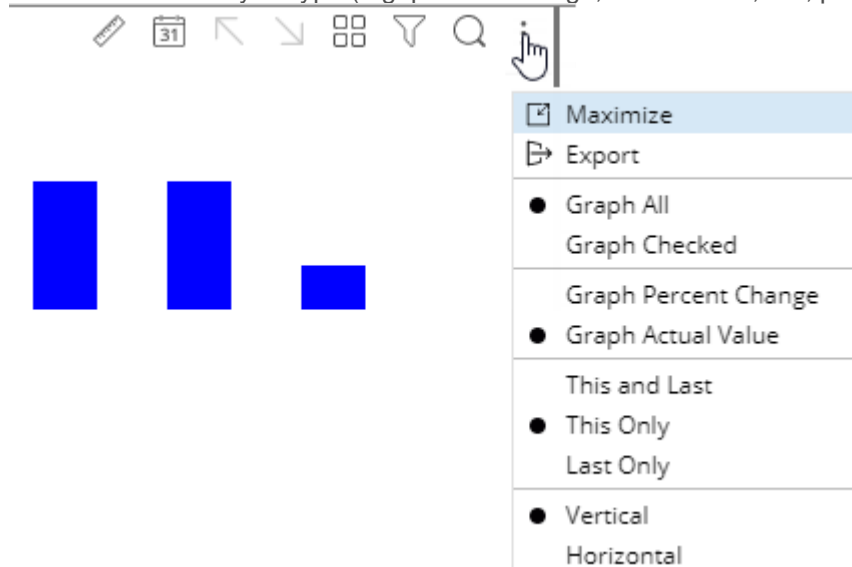 31
Maximize
Export
Graph All
Graph Checked
Graph Percent Change
Graph Actual Value
This and Last
This Only
Last Only
Vertical
Horizontal